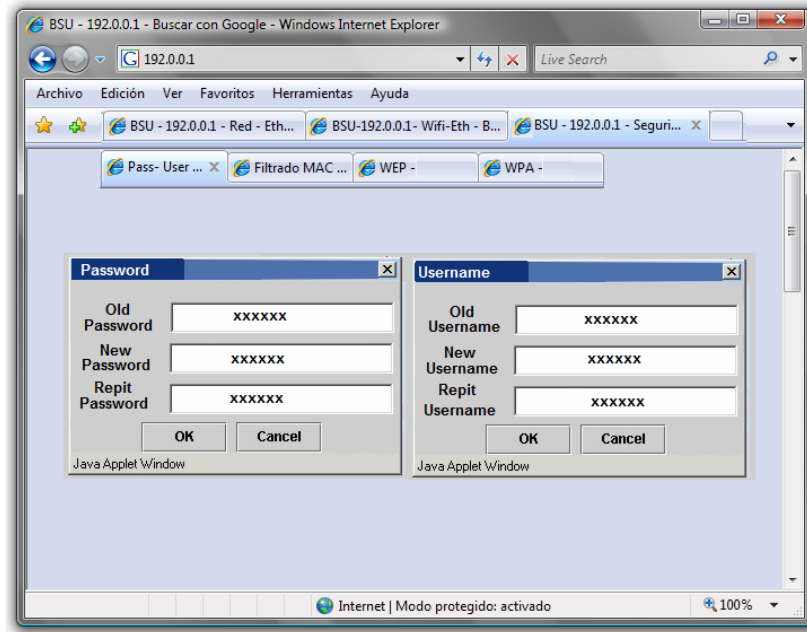 BSU - 192.0.0.1 - Buscar con Google - Windows Internet Explorer
192.0.0.1 Live Search
Archivo Edición Ver Favoritos Herramientas Ayuda
BSU - 192.0.0.1 - Red - Eth... BSU-192.0.0.1- Wifi-Eth - B... BSU - 192.0.0.1 - Seguri...
Pass- User ... Filtrado MAC ... WEP - WPA -
Password
Old
Password
xxxxxx
New
Password
xxxxxx
Repit
Password
xxxxxx
OK Cancel
Java Applet Window
Username
Old
Username
xxxxxx
New
Username
xxxxxx
Repit
Username
xxxxxx
OK Cancel
Java Applet Window
Internet | Modo protegido: activado 100%